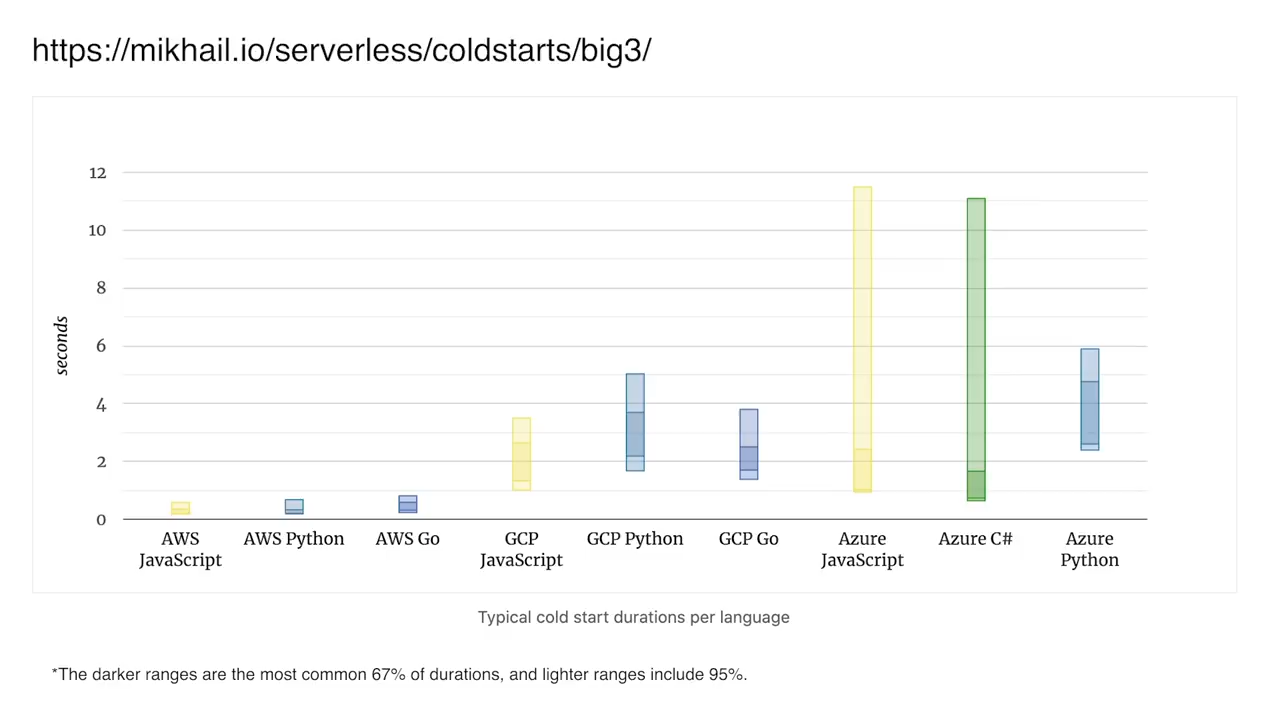 https://mikhail.io/serverless/coldstarts/big3/
12
10
8
6
4
2
0
seconds
AWS JavaScript
AWS Python
AWS Go
GCP JavaScript
GCP Python
GCP Go
Azure JavaScript
Azure C#
Azure Python
Typical cold start durations per language
*The darker ranges are the most common 67% of durations, and lighter ranges include 95%.